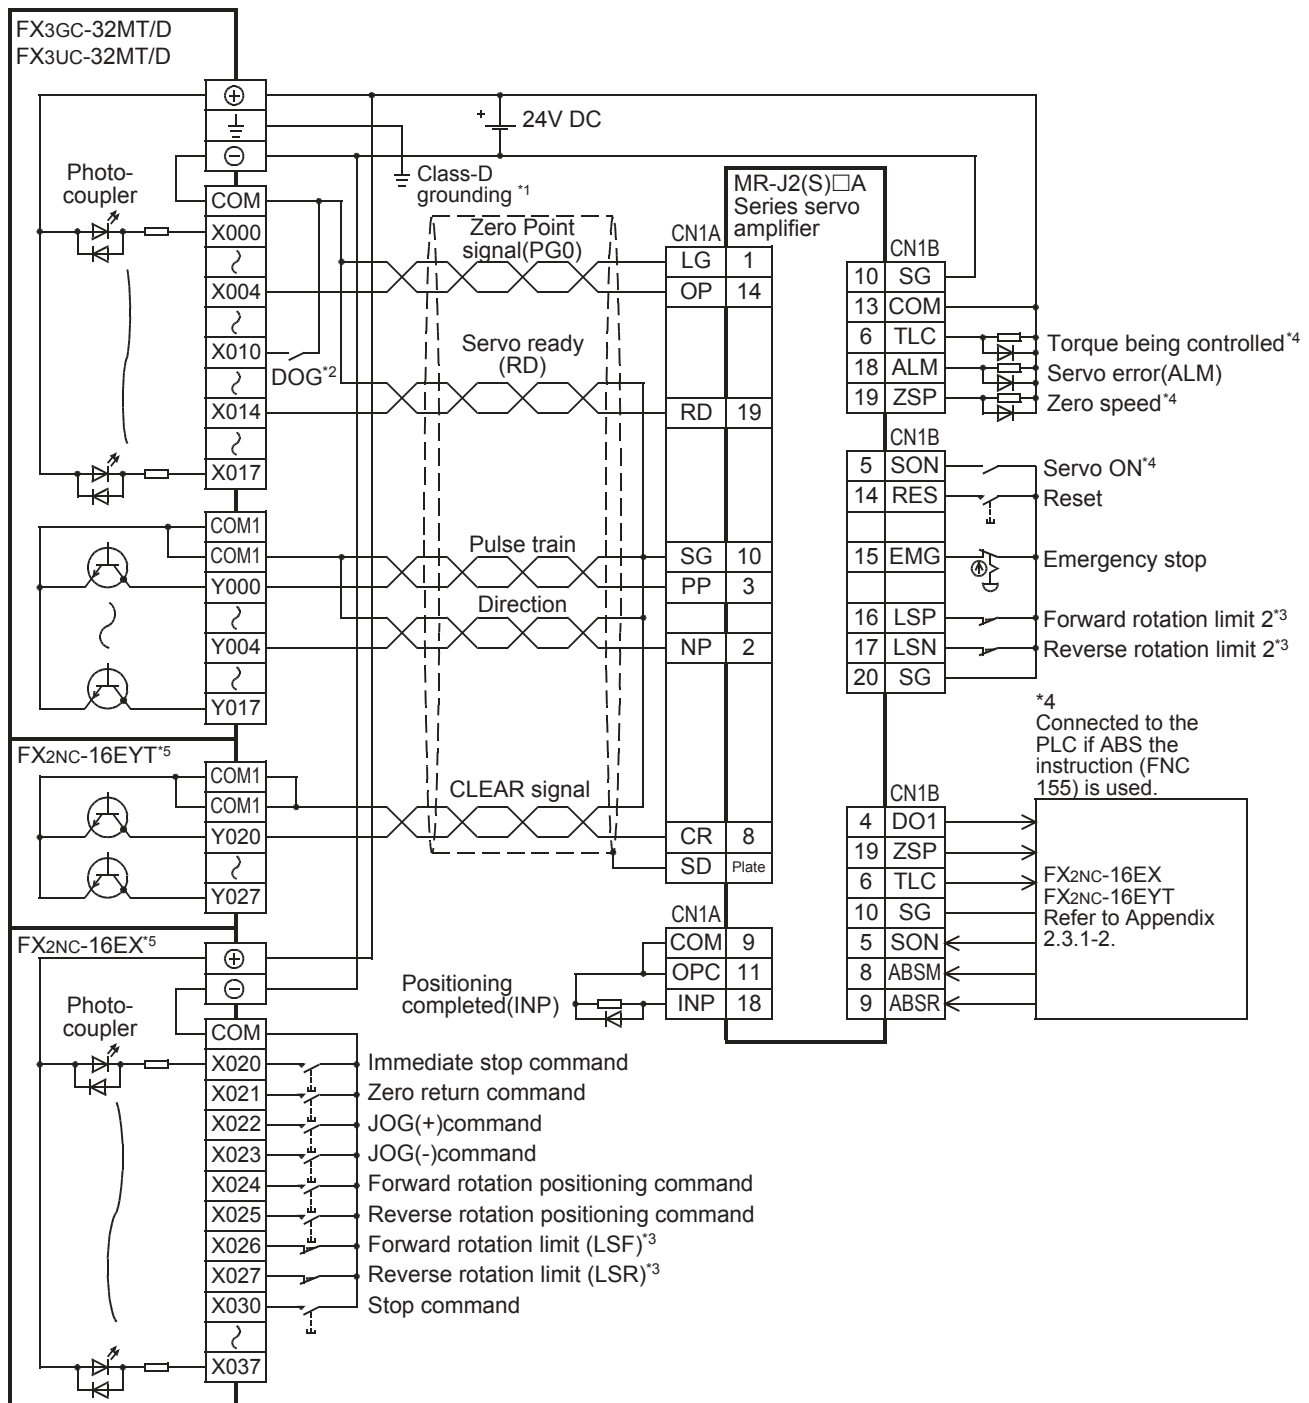 FX3GC-32MT/D
FX3UC-32MT/D
+
24V DC
Class-D
grounding *1
Photo-
coupler
COM
X000
X004
X010
X014
X017
DOG*2
COM1
COM1
Y000
Y004
Y017
Zero Point
signal(PG0)
Servo ready
(RD)
Pulse train
Direction
CLEAR signal
FX2NC-16EYT*5
COM1
COM1
Y020
Y027
MR-J2(S)□A
Series servo
amplifier
CN1A
LG 1
OP 14
RD 19
SG 10
PP 3
NP 2
CR 8
SD Plate
CN1A
COM 9
OPC 11
INP 18
Positioning
completed(INP)
CN1B
10 SG
13 COM
6 TLC
18 ALM
19 ZSP
Torque being controlled*4
Servo error(ALM)
Zero speed*4
CN1B
5 SON
14 RES
15 EMG
16 LSP
17 LSN
20 SG
Servo ON*4
Reset
Emergency stop
Forward rotation limit 2*3
Reverse rotation limit 2*3
*4
Connected to the
PLC if ABS the
instruction (FNC
155) is used.
CN1B
4 DO1
19 ZSP
6 TLC
10 SG
5 SON
8 ABSM
9 ABSR
FX2NC-16EX
FX2NC-16EYT
Refer to Appendix
2.3.1-2.
FX2NC-16EX*5
Photo-
coupler
COM
X020 Immediate stop command
X021 Zero return command
X022 JOG(+)command
X023 JOG(-)command
X024 Forward rotation positioning command
X025 Reverse rotation positioning command
X026 Forward rotation limit (LSF)*3
X027 Reverse rotation limit (LSR)*3
X030 Stop command
X037